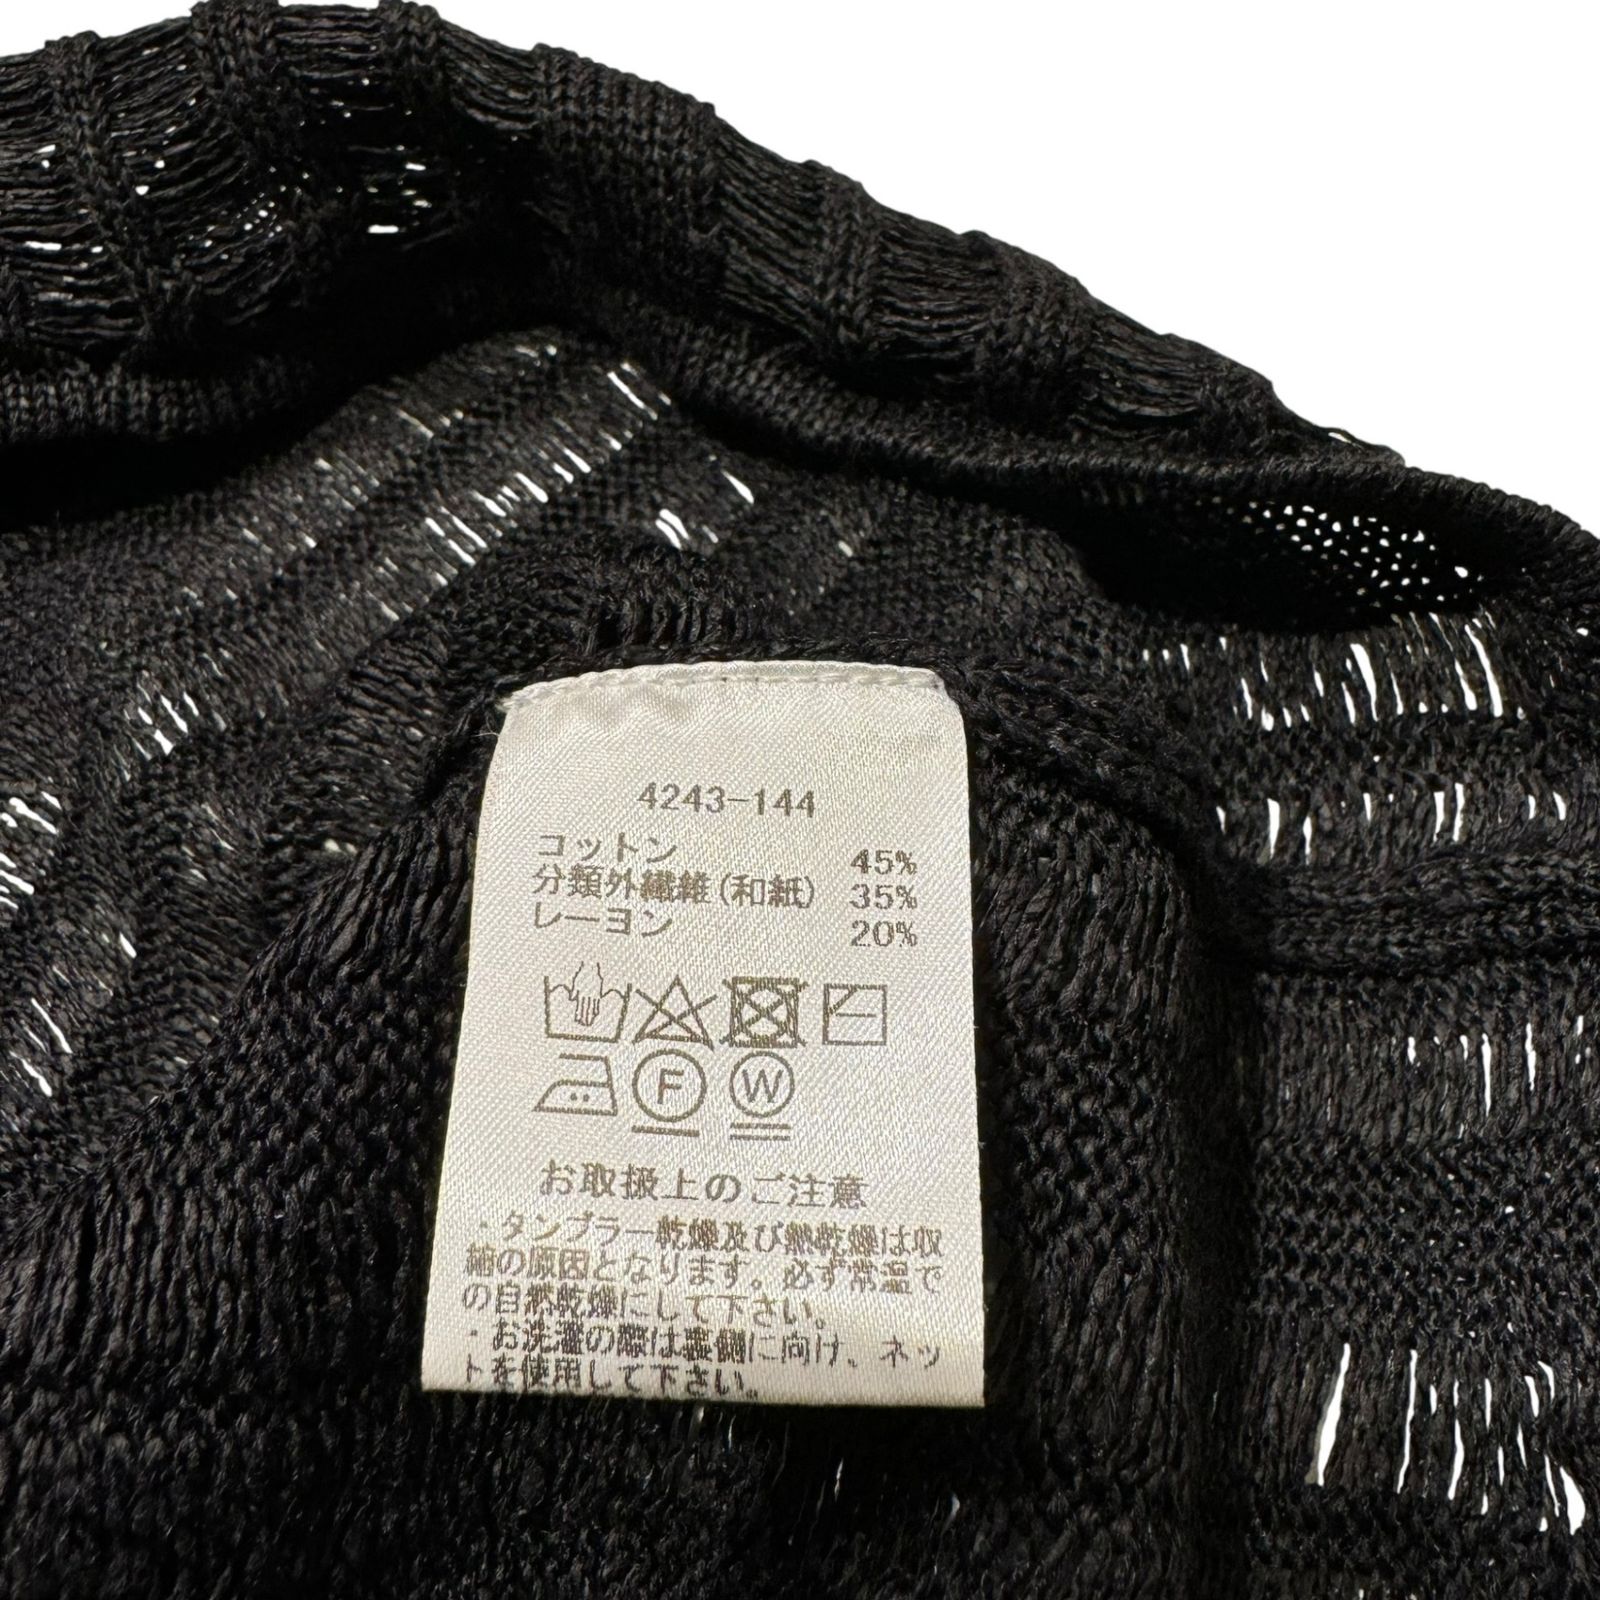 4243-144
コットン 45%
分類外繊維(和紙) 35%
レーヨン 20%
F W
お取扱上のご注意
・タンブラー乾燥及び熱乾燥は収
縮の原因となります。必ず常温で
の自然乾燥にして下さい。
・お洗濯の際は裏側に向け、ネッ
トを使用して下さい。